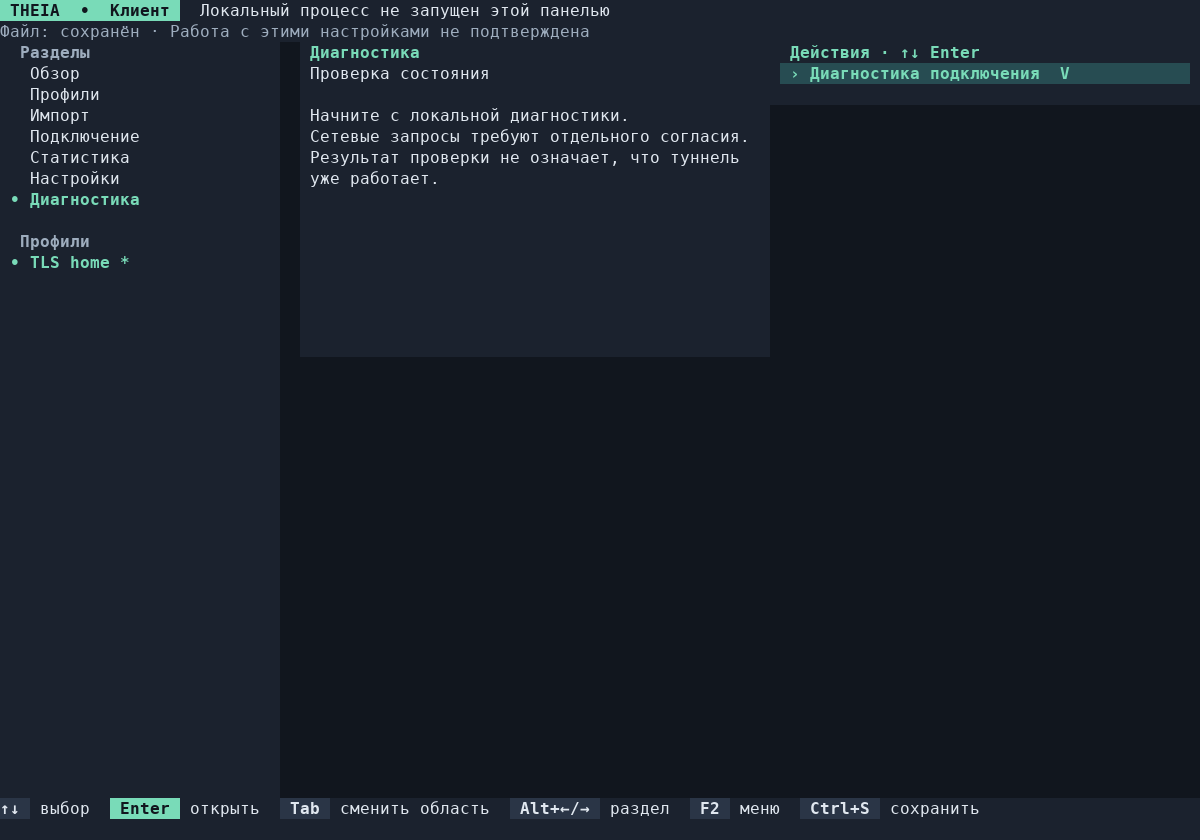 THEIA • Клиент Локальный процесс не запущен этой панелью
Файл: сохранён · Работа с этими настройками не подтверждена
Разделы
Обзор
Профили
Импорт
Подключение
Статистика
Настройки
• Диагностика
Профили
• TLS home *
Диагностика
Проверка состояния
Начните с локальной диагностики.
Сетевые запросы требуют отдельного согласия.
Результат проверки не означает, что туннель
уже работает.
Действия · ↑↓ Enter
› Диагностика подключения V
↑↓ выбор Enter открыть Tab сменить область Alt+←/→ раздел F2 меню Ctrl+S сохранить